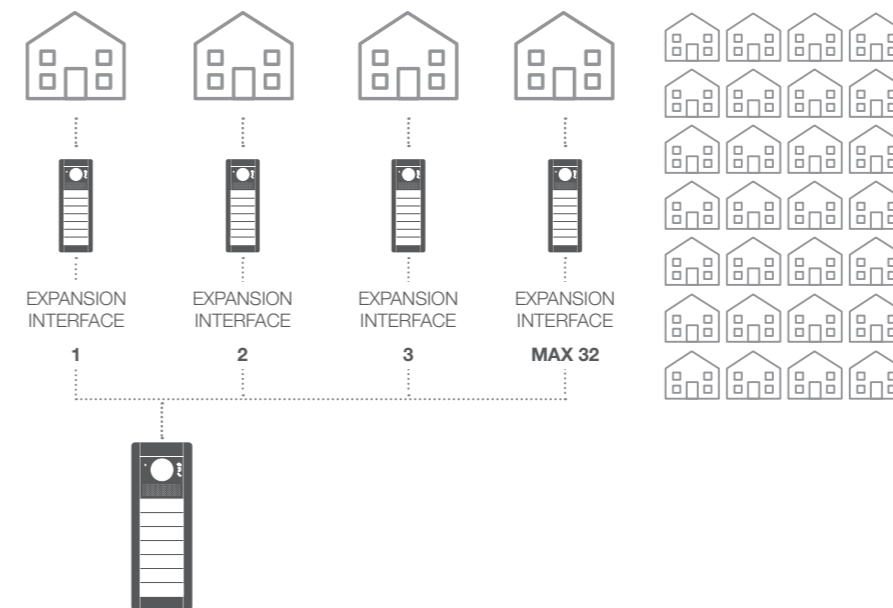 EXPANSION
INTERFACE
1
EXPANSION
INTERFACE
2
EXPANSION
INTERFACE
3
EXPANSION
INTERFACE
MAX 32